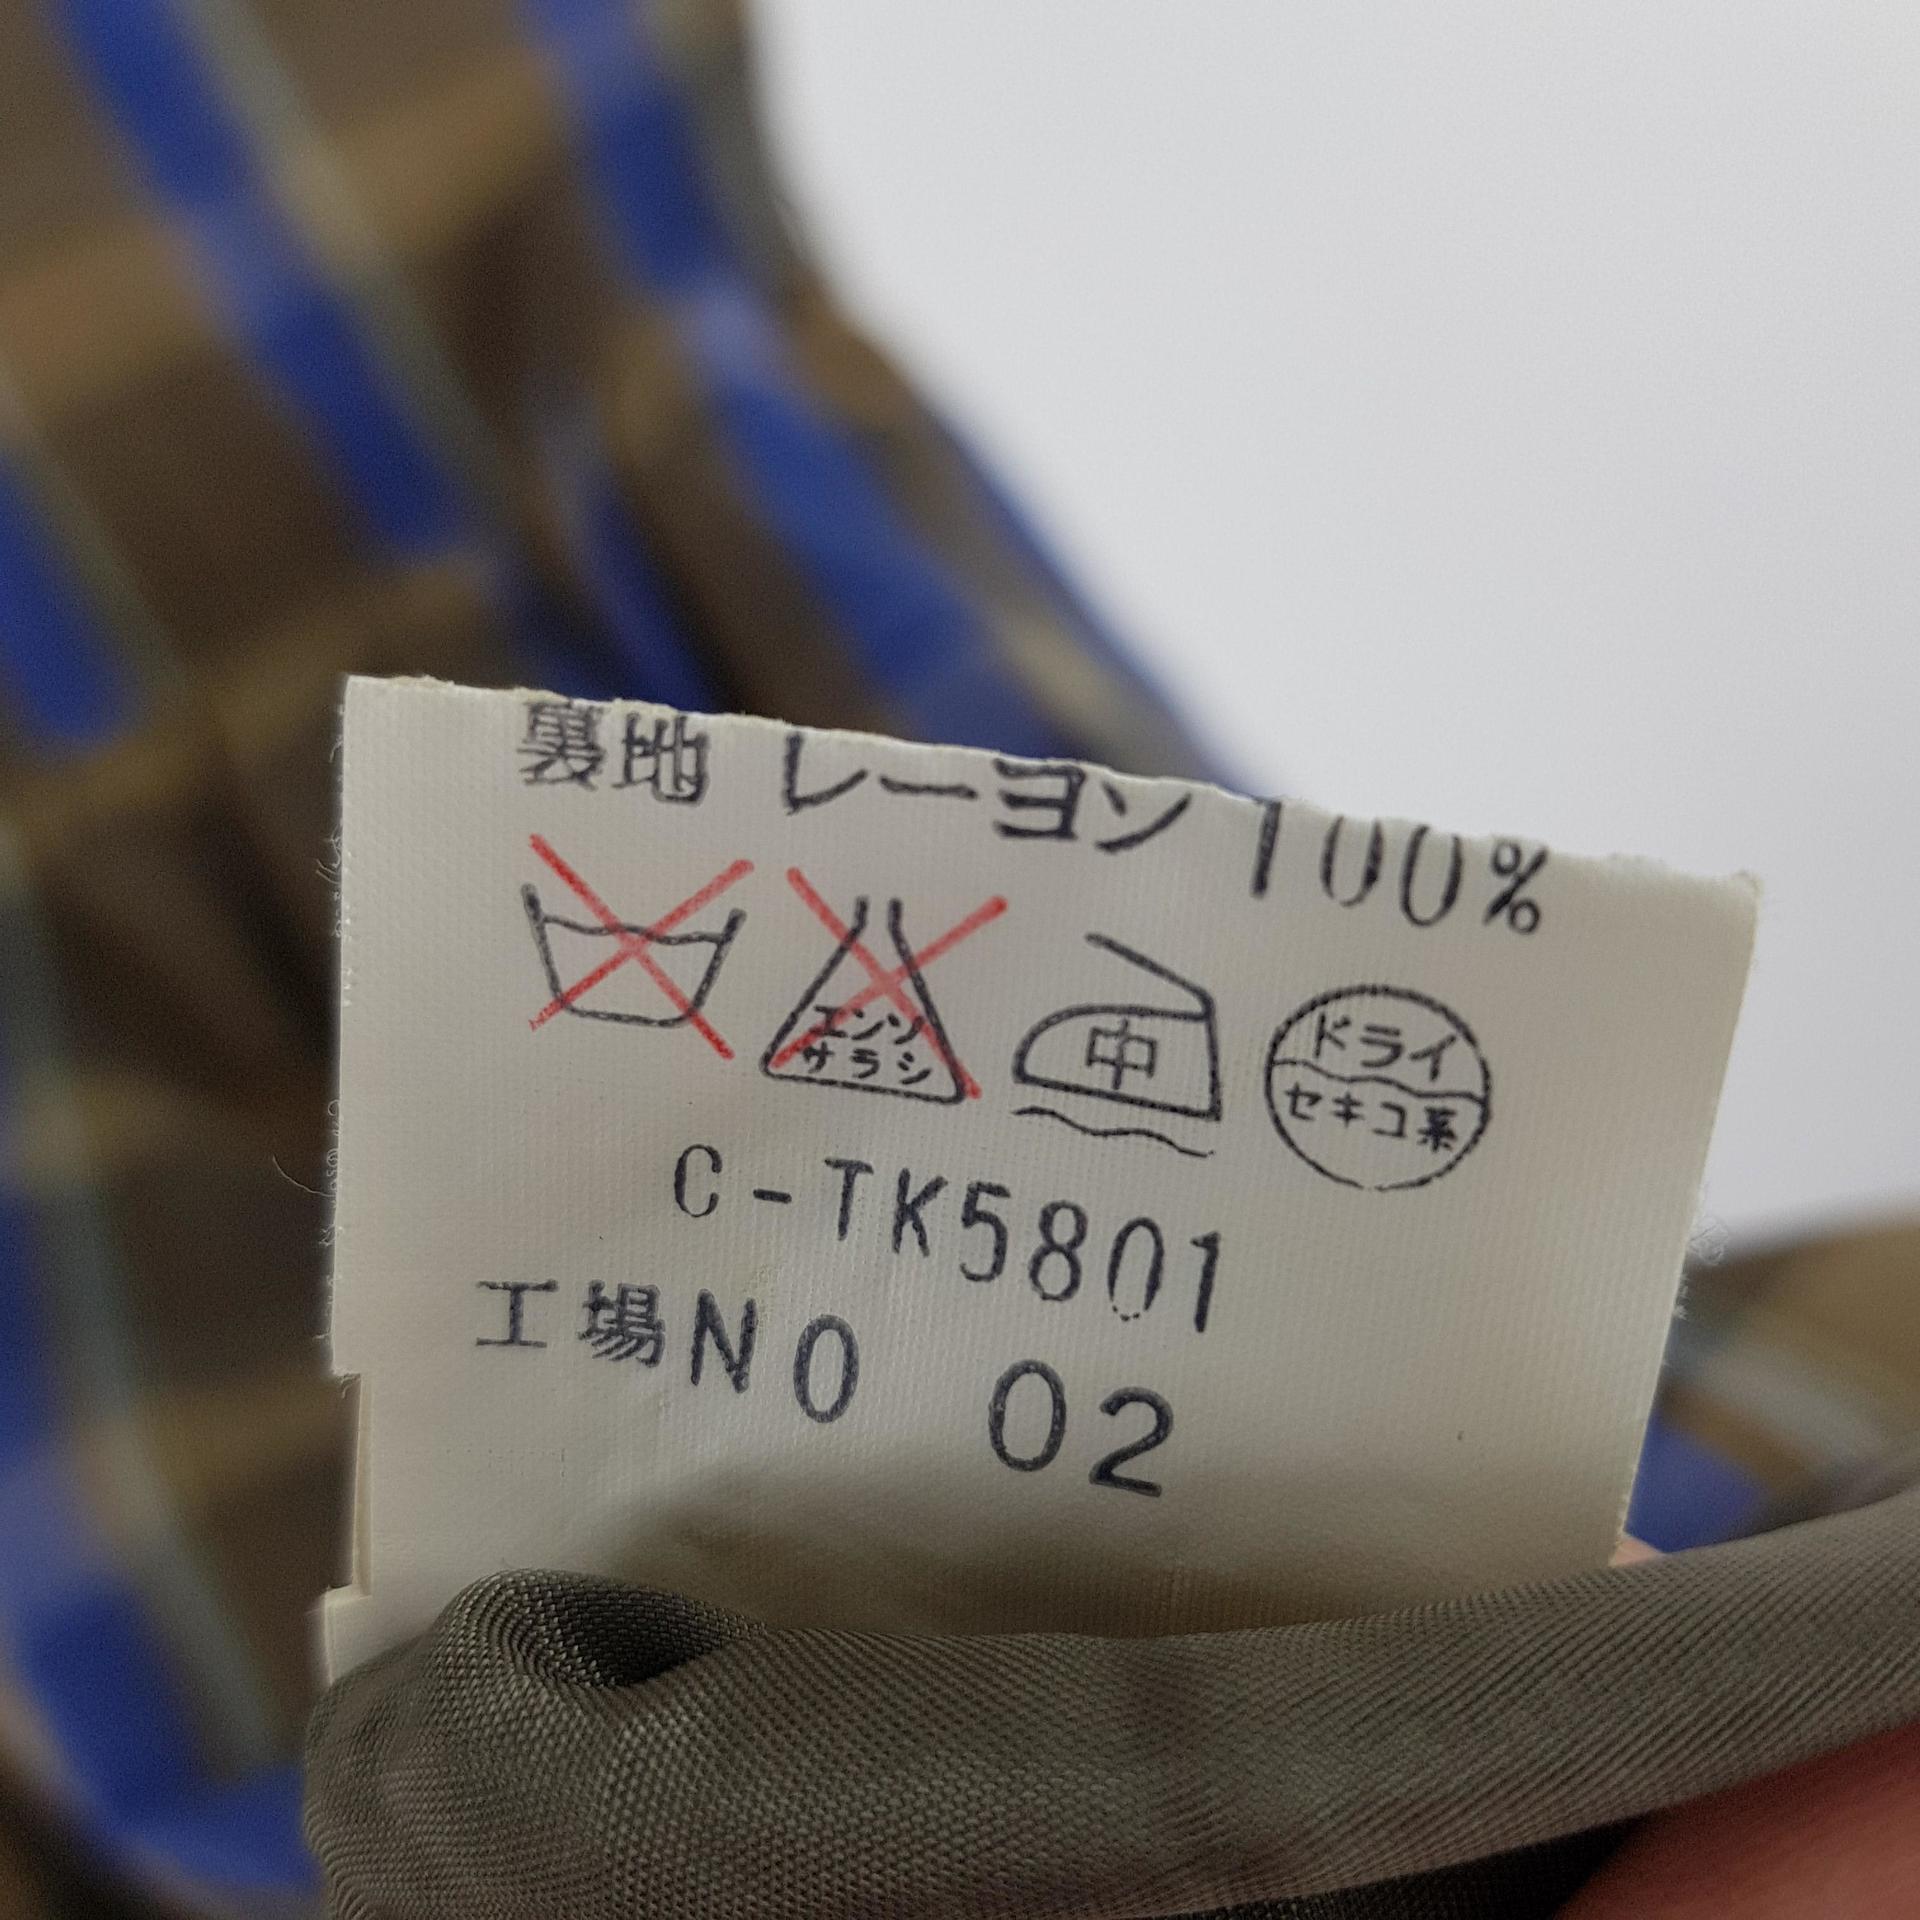 裏地 レーヨン 100%
エンソ
サラシ
中
ドライ
セキユ系
C-TK5801
工場NO 02